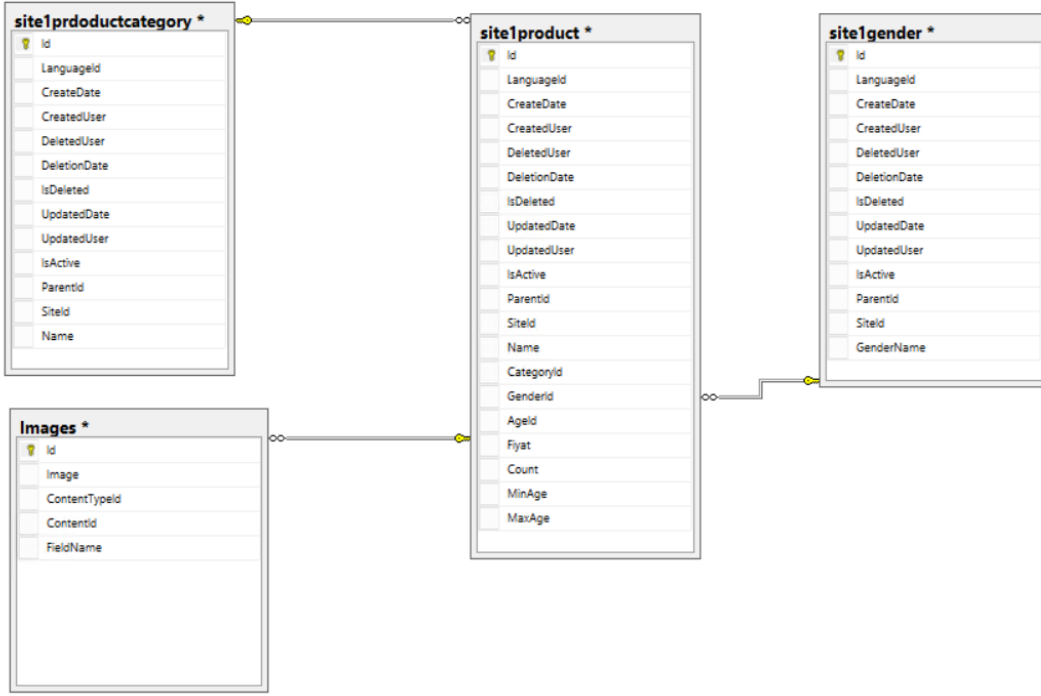 site1prdoductcategory *
Id
LanguageId
CreateDate
CreatedUser
DeletedUser
DeletionDate
IsDeleted
UpdatedDate
UpdatedUser
IsActive
ParentId
SiteId
Name
Images *
Id
Image
ContentTypeId
ContentId
FieldName
site1product *
Id
LanguageId
CreateDate
CreatedUser
DeletedUser
DeletionDate
IsDeleted
UpdatedDate
UpdatedUser
IsActive
ParentId
SiteId
Name
CategoryId
GenderId
AgeId
Fiyat
Count
MinAge
MaxAge
site1gender *
Id
LanguageId
CreateDate
CreatedUser
DeletedUser
DeletionDate
IsDeleted
UpdatedDate
UpdatedUser
IsActive
ParentId
SiteId
GenderName